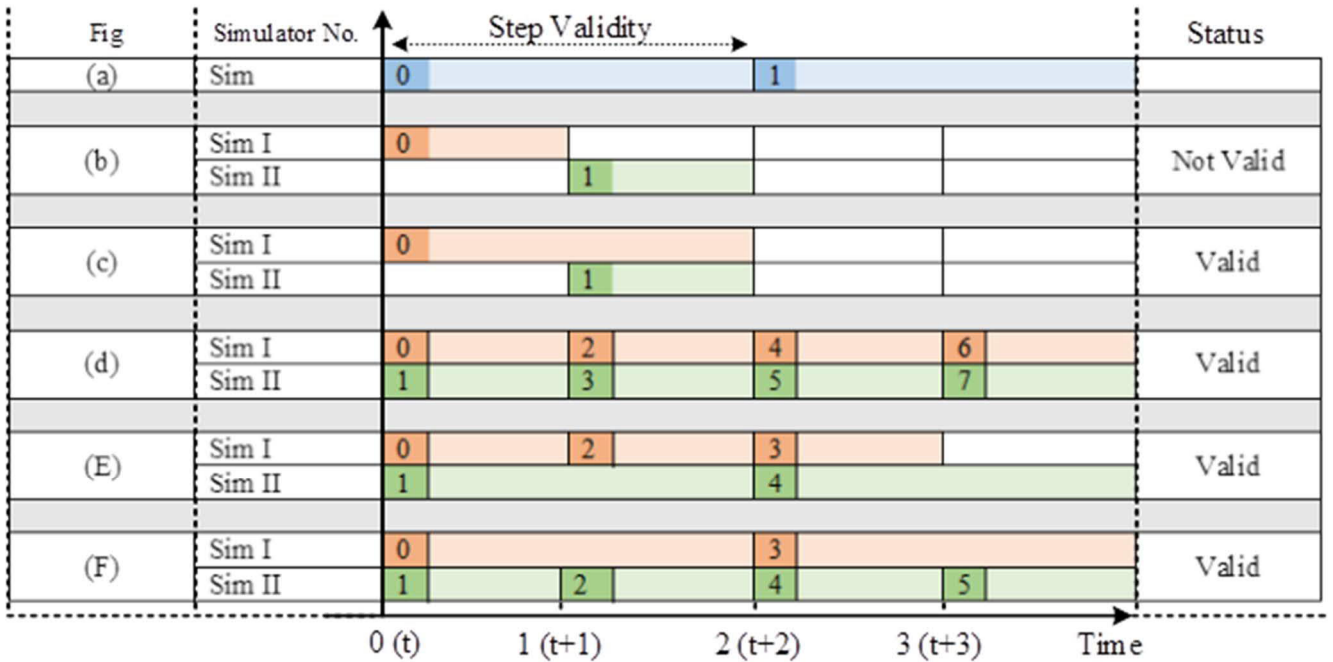 Fig Simulator No. Step Validity Status
(a) Sim 0 1
(b) Sim I 0 Not Valid
Sim II 1
(c) Sim I 0 Valid
Sim II 1
(d) Sim I 0 2 4 6 Valid
Sim II 1 3 5 7
(E) Sim I 0 2 3 Valid
Sim II 1 4
(F) Sim I 0 3 Valid
Sim II 1 2 4 5
0 (t) 1 (t+1) 2 (t+2) 3 (t+3) Time